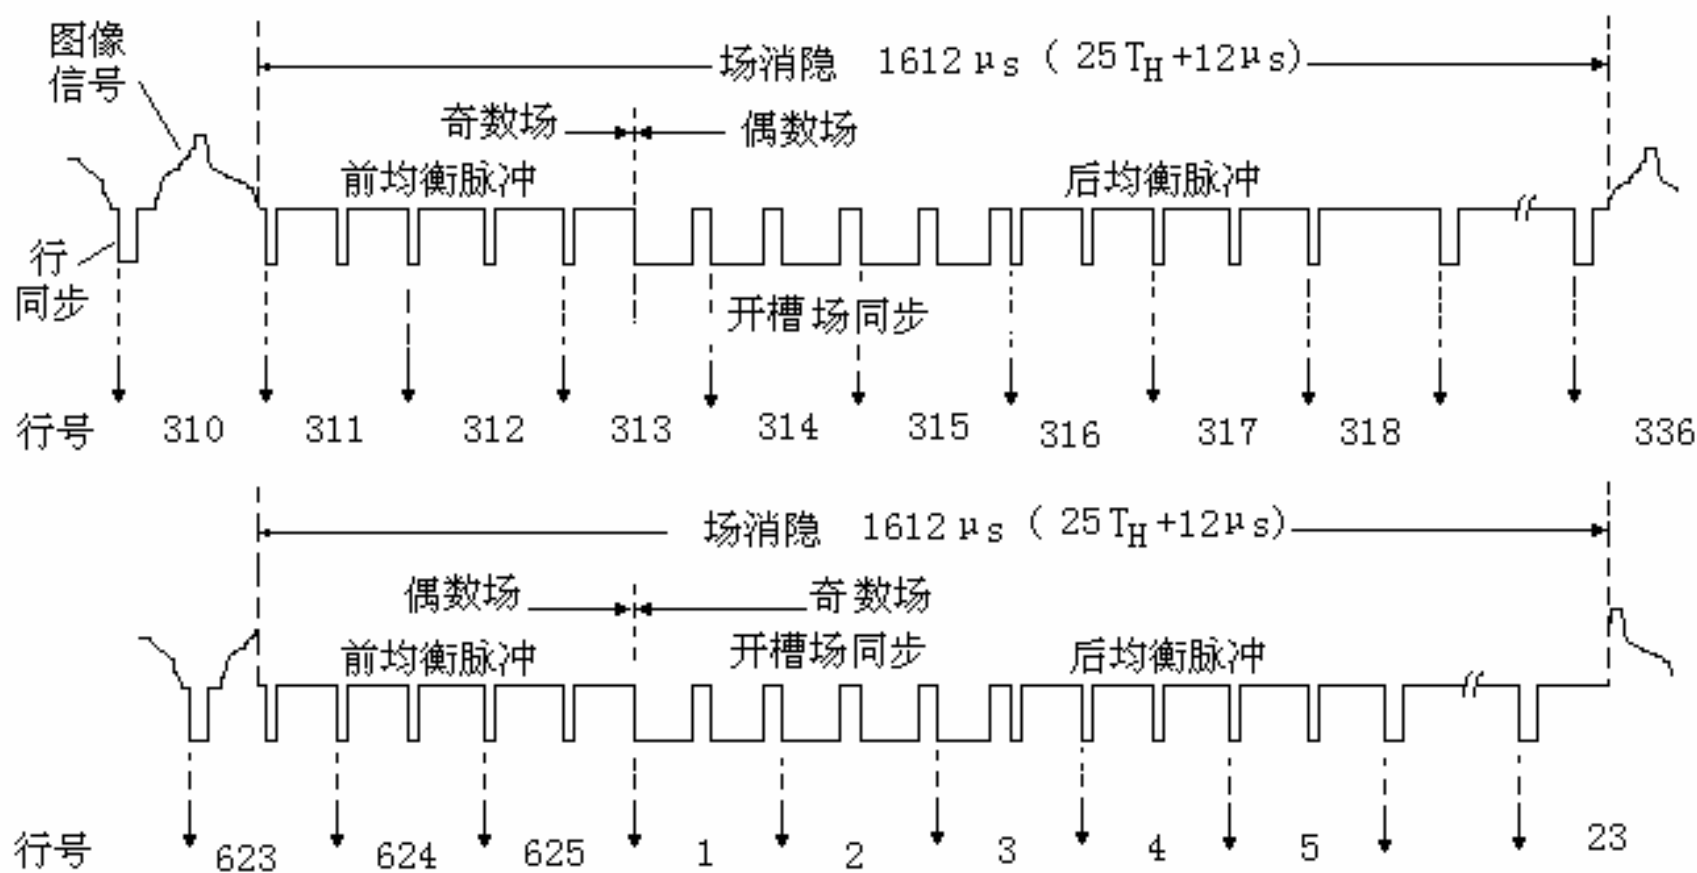 图像
信号
场消隐 1612μs（25T_H+12μs)
奇数场
偶数场
前均衡脉冲
后均衡脉冲
行
同步
开槽场同步
行号 310 311 312 313 314 315 316 317 318 336
场消隐 1612μs（25T_H+12μs)
偶数场
奇数场
前均衡脉冲
开槽场同步
后均衡脉冲
行号 623 624 625 1 2 3 4 5 23